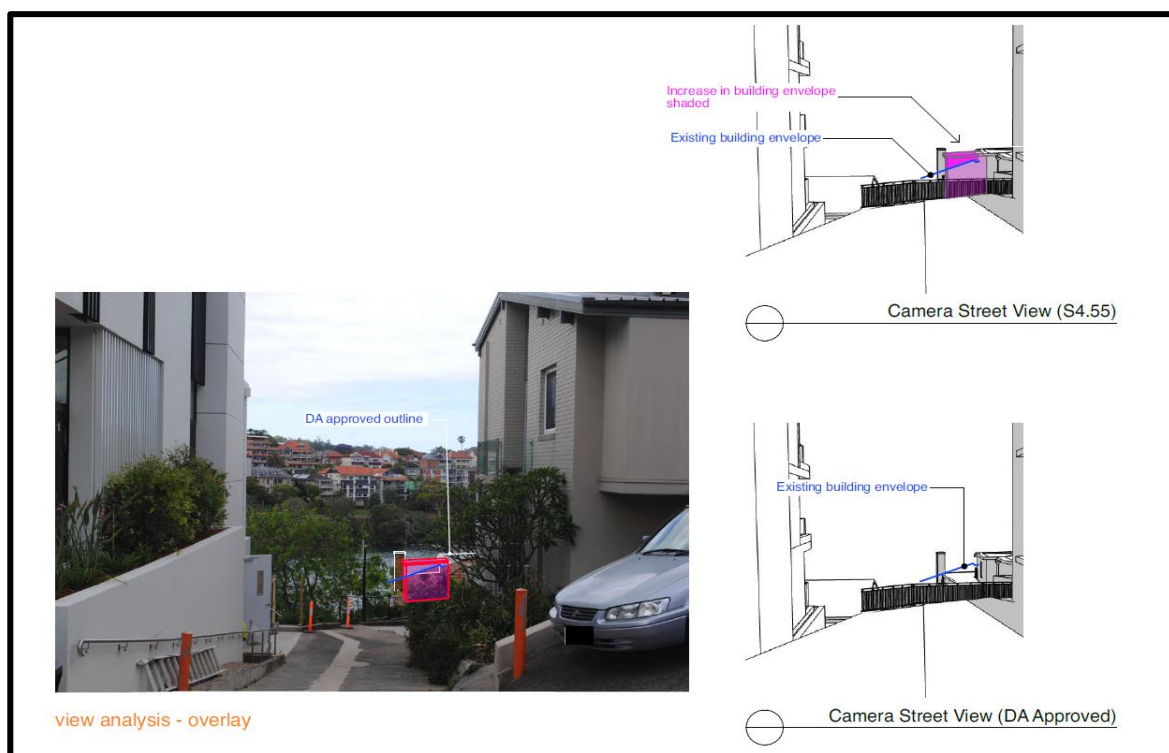 Increase in building envelope
shaded
Existing building envelope
Camera Street View (S4.55)
DA approved outline
Existing building envelope
view analysis - overlay
Camera Street View (DA Approved)